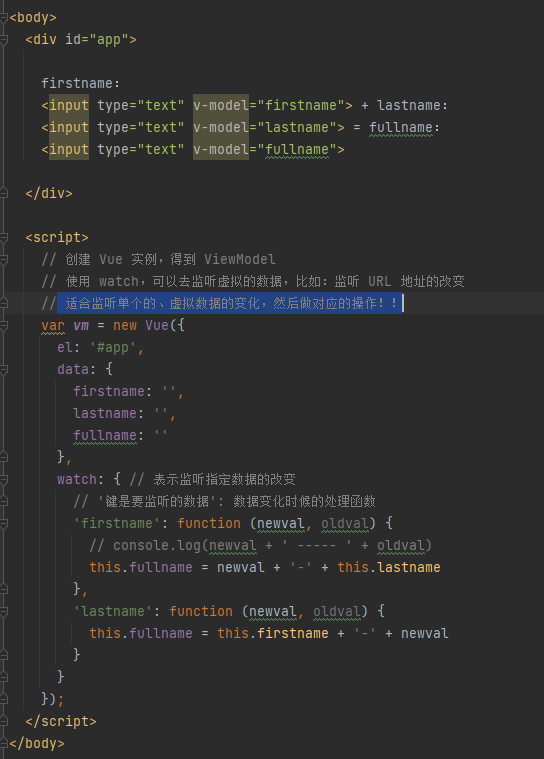 <body>
<div id="app">
firstname:
<input type="text" v-model="firstname"> + lastname:
<input type="text" v-model="lastname"> = fullname:
<input type="text" v-model="fullname">
</div>
<script>
// 创建 Vue 实例，得到 ViewModel
// 使用 watch，可以去监听虚拟的数据，比如：监听 URL 地址的改变
// 适合监听单个的、虚拟数据的变化，然后做对应的操作！！
var vm = new Vue({
el: '#app',
data: {
firstname: '',
lastname: '',
fullname: ''
},
watch: { // 表示监听指定数据的改变
// '键是要监听的数据': 数据变化时候的处理函数
'firstname': function (newval, oldval) {
// console.log(newval + ' ----- ' + oldval)
this.fullname = newval + '-' + this.lastname
},
'lastname': function (newval, oldval) {
this.fullname = this.firstname + '-' + newval
}
}
});
</script>
</body>